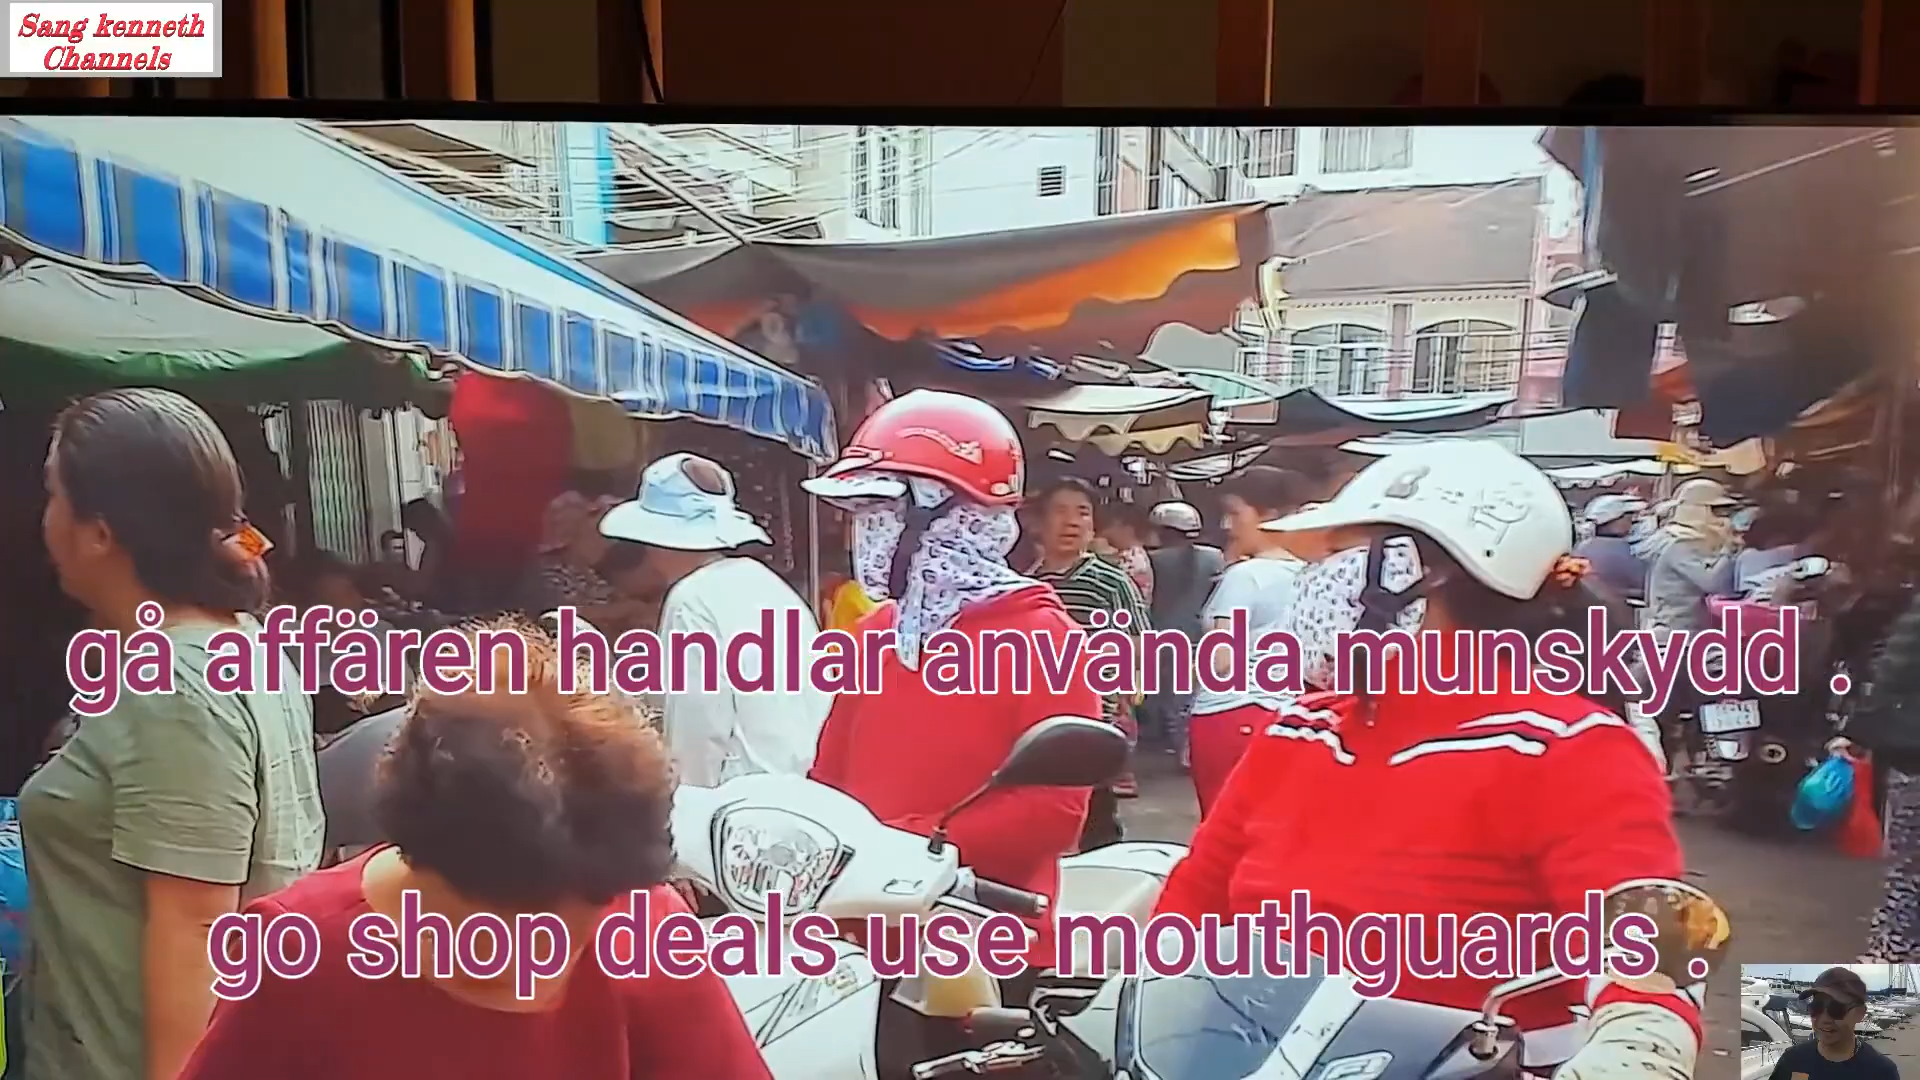 Sang kenneth
Channels
gå affären handlar använda munskydd .
go shop deals use mouthguards .